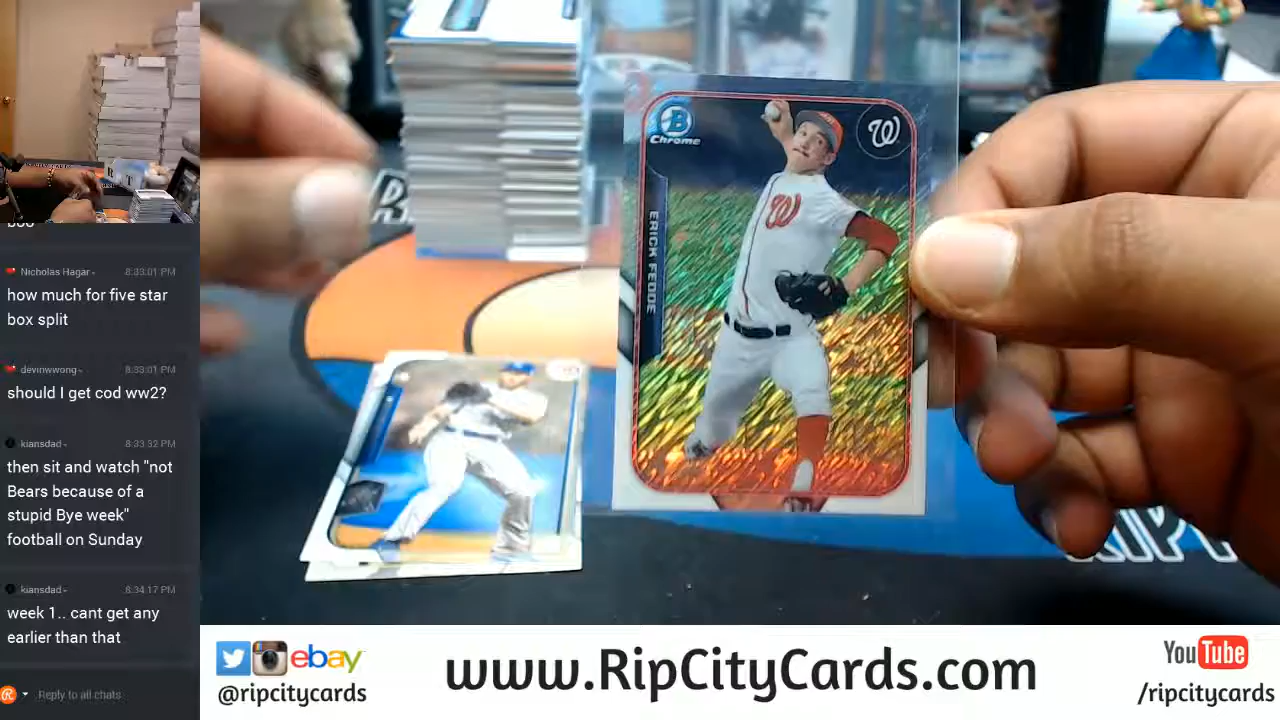 Nicholas Hagar
8:33:01 PM
how much for five star
box split
devinwwong
8:33:01 PM
should I get cod ww2?
kiansdad
8:33:32 PM
then sit and watch "not
Bears because of a
stupid Bye week"
football on Sunday
kiansdad
8:34:17 PM
week 1.. cant get any
earlier than that
Reply to all chats
B
Chrome
W
W
ERICK FEDDE
RIPI
ebay
@ripcitycards
www.RipCityCards.com
YouTube
/ripcitycards